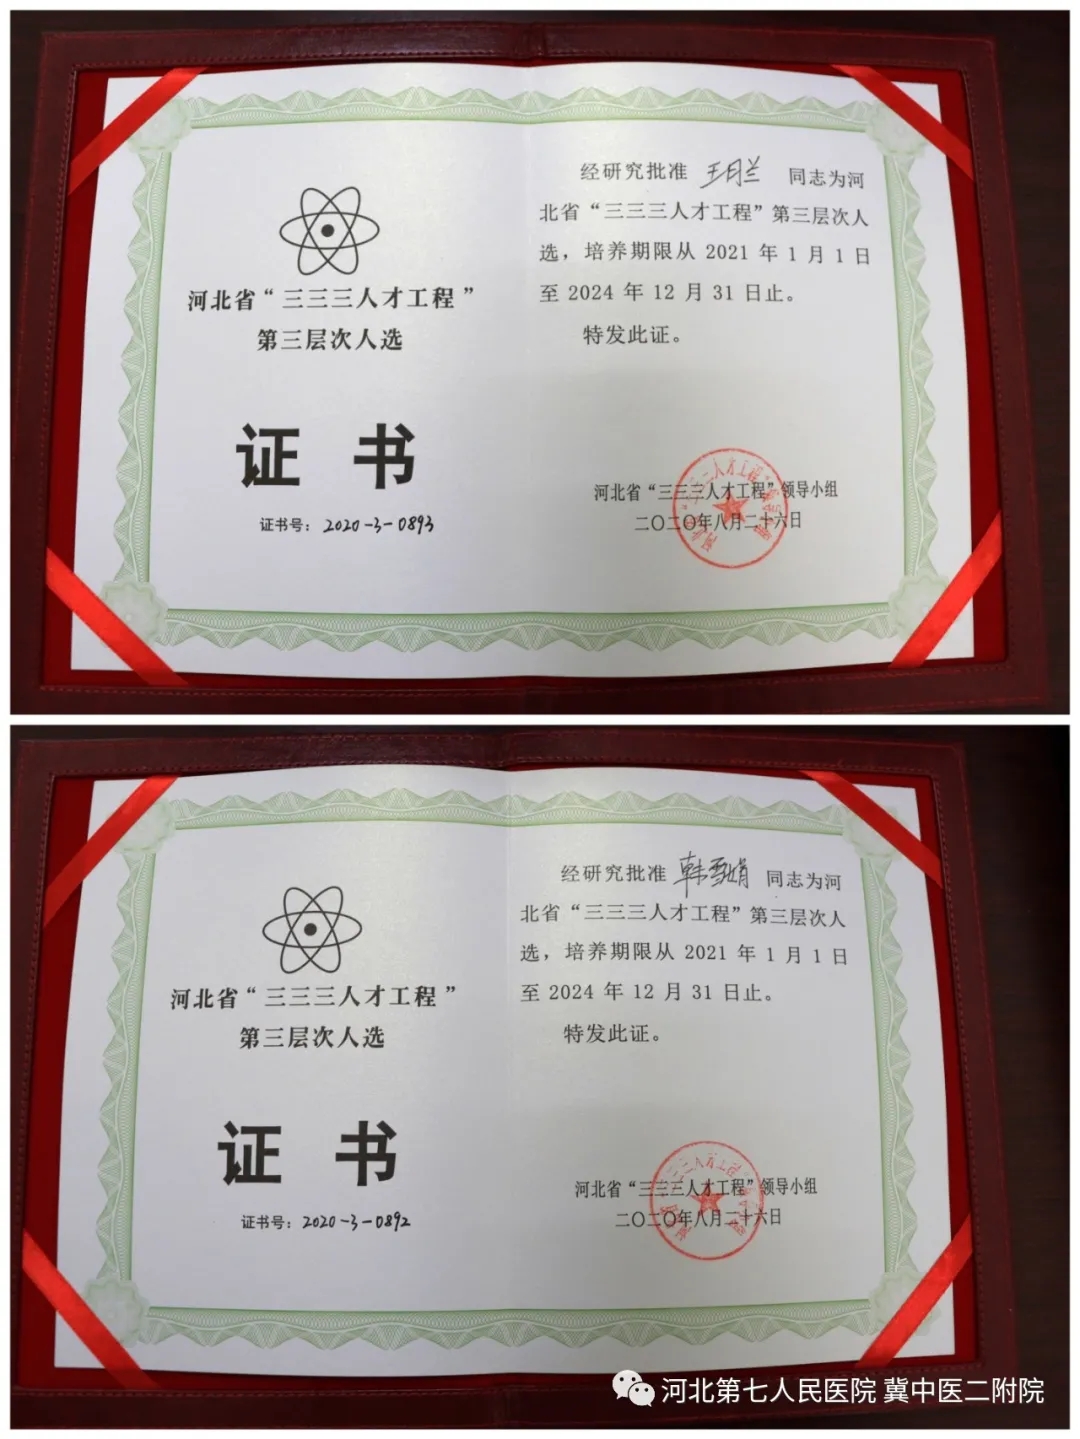 河北省“三三三人才工程”
第三层次人选
证 书
证书号：2020-3-0893
经研究批准 王月兰 同志为河
北省“三三三人才工程”第三层次人
选，培养期限从 2021 年 1 月 1 日
至 2024 年 12 月 31 日止。
特发此证。
河北省“三三三人才工程”领导小组
二〇二〇年八月二十六日
河北省“三三三人才工程”
第三层次人选
证 书
证书号：2020-3-0892
经研究批准 韩雪娟 同志为河
北省“三三三人才工程”第三层次人
选，培养期限从 2021 年 1 月 1 日
至 2024 年 12 月 31 日止。
特发此证。
河北省“三三三人才工程”领导小组
二〇二〇年八月二十六日
河北第七人民医院 冀中医二附院